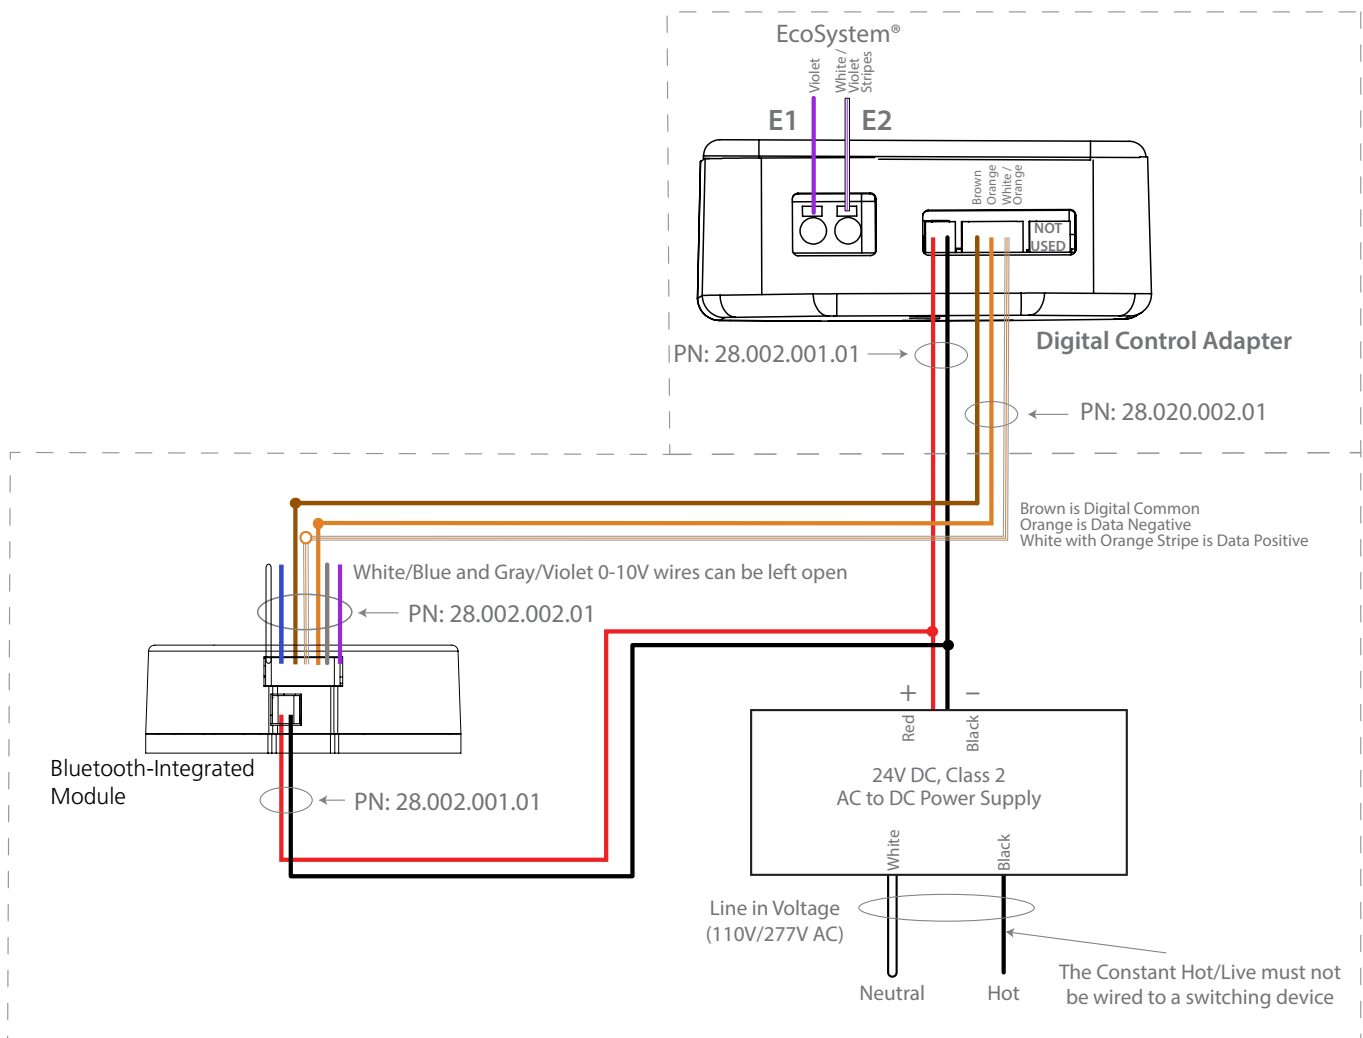 EcoSystem®
Violet
White /
Violet
Stripes
E1
E2
Brown
Orange
White /
Orange
NOT
USED
PN: 28.002.001.01
Digital Control Adapter
PN: 28.020.002.01
Brown is Digital Common
Orange is Data Negative
White with Orange Stripe is Data Positive
White/Blue and Gray/Violet 0-10V wires can be left open
PN: 28.002.002.01
+
–
Red
Black
Bluetooth-Integrated
Module
24V DC, Class 2
AC to DC Power Supply
PN: 28.002.001.01
White
Black
Line in Voltage
(110V/277V AC)
The Constant Hot/Live must not
be wired to a switching device
Neutral
Hot